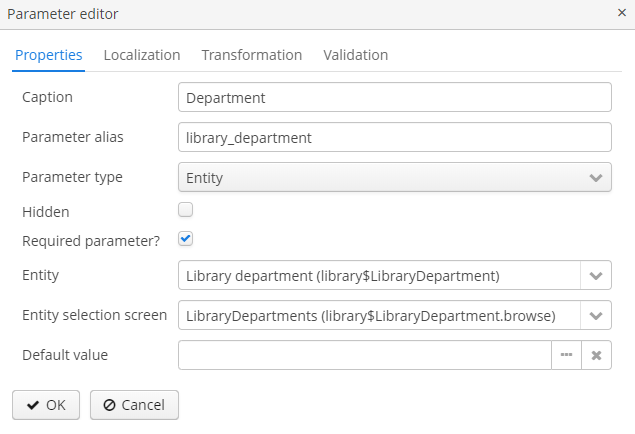 Parameter editor ×
Properties Localization Transformation Validation
Caption Department
Parameter alias library_department
Parameter type Entity
Hidden
Required parameter?
Entity Library department (library$LibraryDepartment)
Entity selection screen LibraryDepartments (library$LibraryDepartment.browse)
Default value
OK Cancel